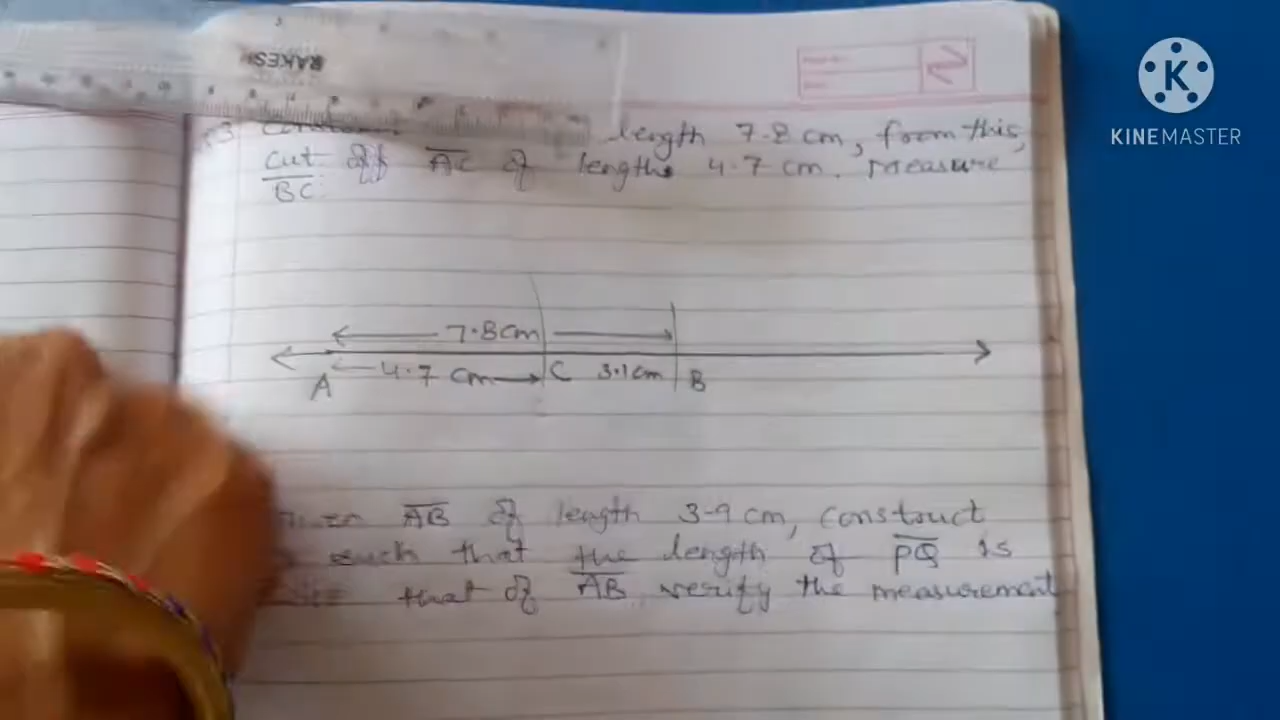 RAKESH
KINEMASTER
3 length 7.8 cm, from this,
cut off AC of length 4.7 cm. Measure
BC.
7.8cm
A 4.7 cm C 3.1cm B
AB of length 3.9 cm, construct
such that the length of PQ is
that of AB verify the measurement